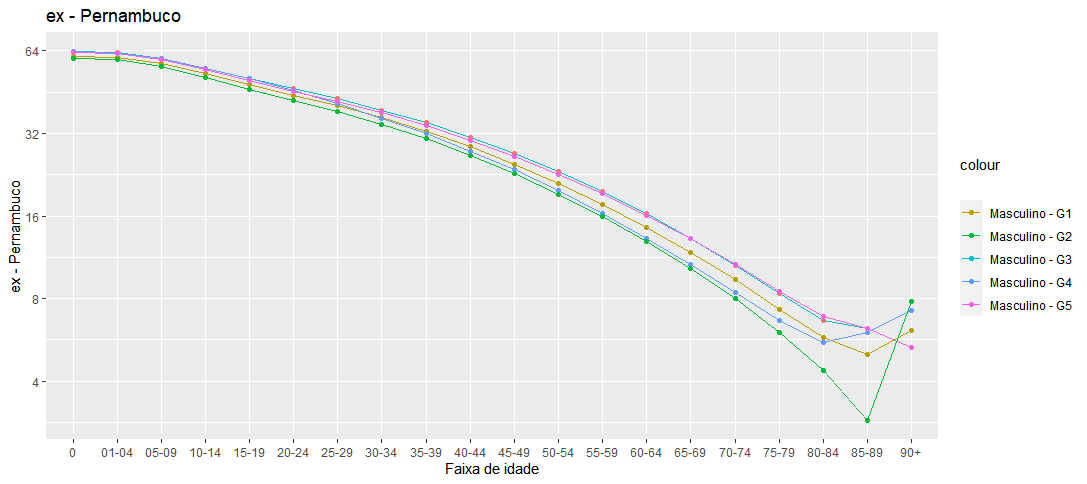 ex - Pernambuco
ex - Pernambuco
64
32
16
8
4
0 01-04 05-09 10-14 15-19 20-24 25-29 30-34 35-39 40-44 45-49 50-54 55-59 60-64 65-69 70-74 75-79 80-84 85-89 90+
Faixa de idade
colour
Masculino - G1
Masculino - G2
Masculino - G3
Masculino - G4
Masculino - G5